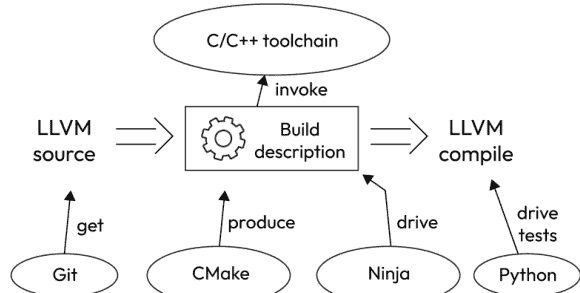 C/C++ toolchain
invoke
LLVM
source
Build
description
LLVM
compile
get
produce
drive
drive
tests
Git
CMake
Ninja
Python